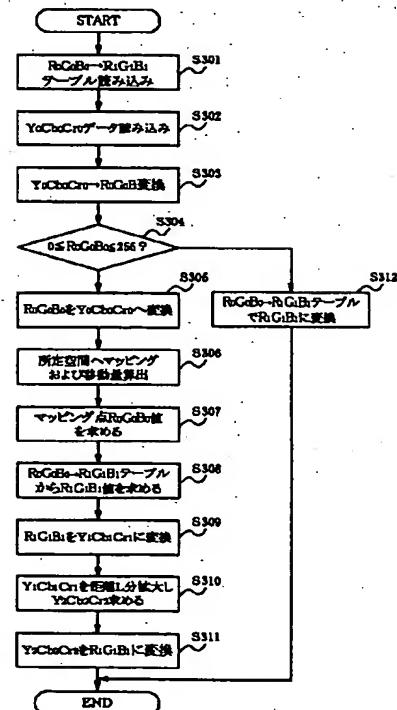 START
R0G0B0→R1G1B1
テーブル読み込み
S301
Y0Cb0Cr0データ読み込み
S302
Y0Cb0Cr0→R0G0B変換
S303
0≦R0G0B0≦256?
S304
R0G0B0をY0Cb0Cr0へ変換
S305
R0G0B0→R1G1B1テーブル
でR1G1B1に変換
S312
所定空間へマッピング
および移動量算出
S306
マッピング点R0G0B0値
を求める
S307
R0G0B0→R1G1B1テーブル
からR1G1B1値を求める
S308
R1G1B1をY1Cb1Cr1に変換
S309
Y1Cb1Cr1を距離L分拡大し
Y2Cb2Cr2求める
S310
Y2Cb2Cr2をR1G1B1に変換
S311
END